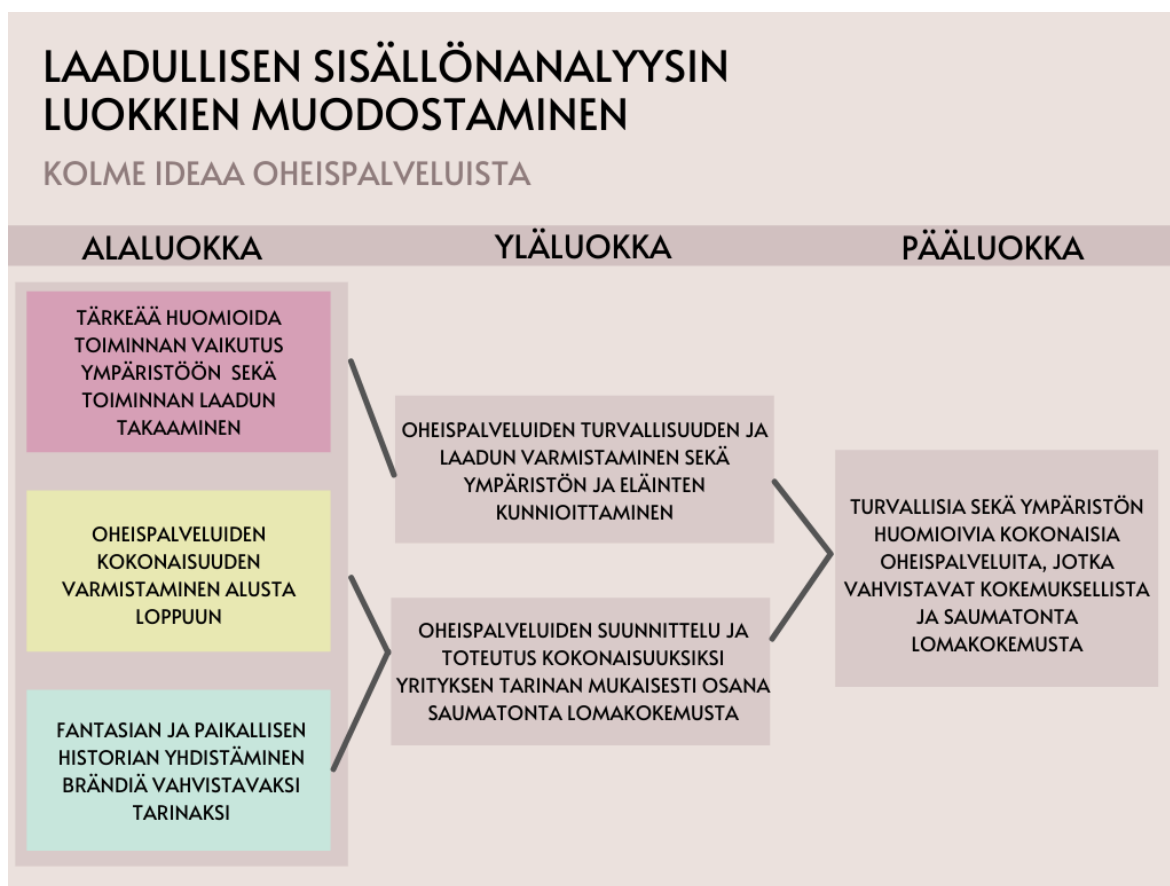 LAADULLISEN SISÄLLÖNANALYYSIN
LUOKKIEN MUODOSTAMINEN
KOLME IDEAA OHEISPALVELUISTA
ALALUOKKA
YLÄLUOKKA
PÄÄLUOKKA
TÄRKEÄÄ HUOMIOIDA
TOIMINNAN VAIKUTUS
YMPÄRISTÖÖN SEKÄ
TOIMINNAN LAADUN
TAKAAMINEN
OHEISPALVELUIDEN
KOKONAISUUDEN
VARMISTAMINEN ALUSTA
LOPPUUN
FANTASIAN JA PAIKALLISEN
HISTORIAN YHDISTÄMINEN
BRÄNDIÄ VAHVISTAVAKSI
TARINAKSI
OHEISPALVELUIDEN TURVALLISUUDEN JA
LAADUN VARMISTAMINEN SEKÄ
YMPÄRISTÖN JA ELÄINTEN
KUNNIOITTAMINEN
OHEISPALVELUIDEN SUUNNITTELU JA
TOTEUTUS KOKONAISUUKSIKSI
YRITYKSEN TARINAN MUKAISESTI OSANA
SAUMATONTA LOMAKOKEMUSTA
TURVALLISIA SEKÄ YMPÄRISTÖN
HUOMIOIVIA KOKONAISIA
OHEISPALVELUITA, JOTKA
VAHVISTAVAT KOKEMUKSELLISTA
JA SAUMATONTA
LOMAKOKEMUSTA